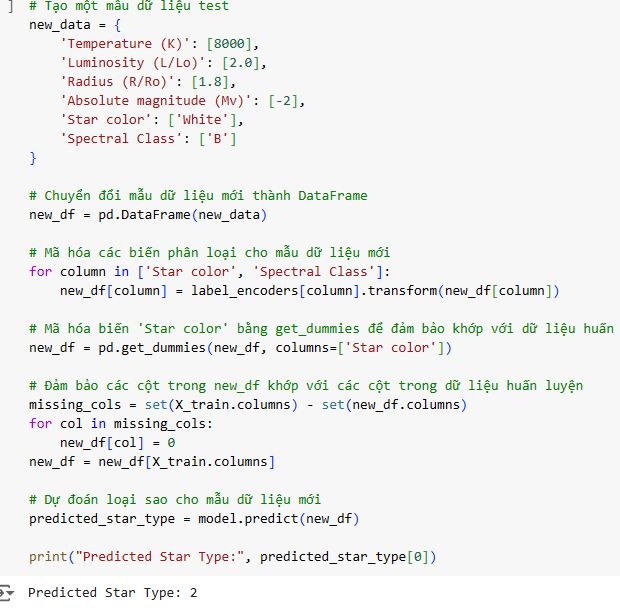 ] # Tạo một mẫu dữ liệu test
new_data = {
    'Temperature (K)': [8000],
    'Luminosity (L/Lo)': [2.0],
    'Radius (R/Ro)': [1.8],
    'Absolute magnitude (Mv)': [-2],
    'Star color': ['White'],
    'Spectral Class': ['B']
}
# Chuyển đổi mẫu dữ liệu mới thành DataFrame
new_df = pd.DataFrame(new_data)
# Mã hóa các biến phân loại cho mẫu dữ liệu mới
for column in ['Star color', 'Spectral Class']:
    new_df[column] = label_encoders[column].transform(new_df[column])
# Mã hóa biến 'Star color' bằng get_dummies để đảm bảo khớp với dữ liệu huấn
new_df = pd.get_dummies(new_df, columns=['Star color'])
# Đảm bảo các cột trong new_df khớp với các cột trong dữ liệu huấn luyện
missing_cols = set(X_train.columns) - set(new_df.columns)
for col in missing_cols:
    new_df[col] = 0
new_df = new_df[X_train.columns]
# Dự đoán loại sao cho mẫu dữ liệu mới
predicted_star_type = model.predict(new_df)
print("Predicted Star Type:", predicted_star_type[0])
Predicted Star Type: 2